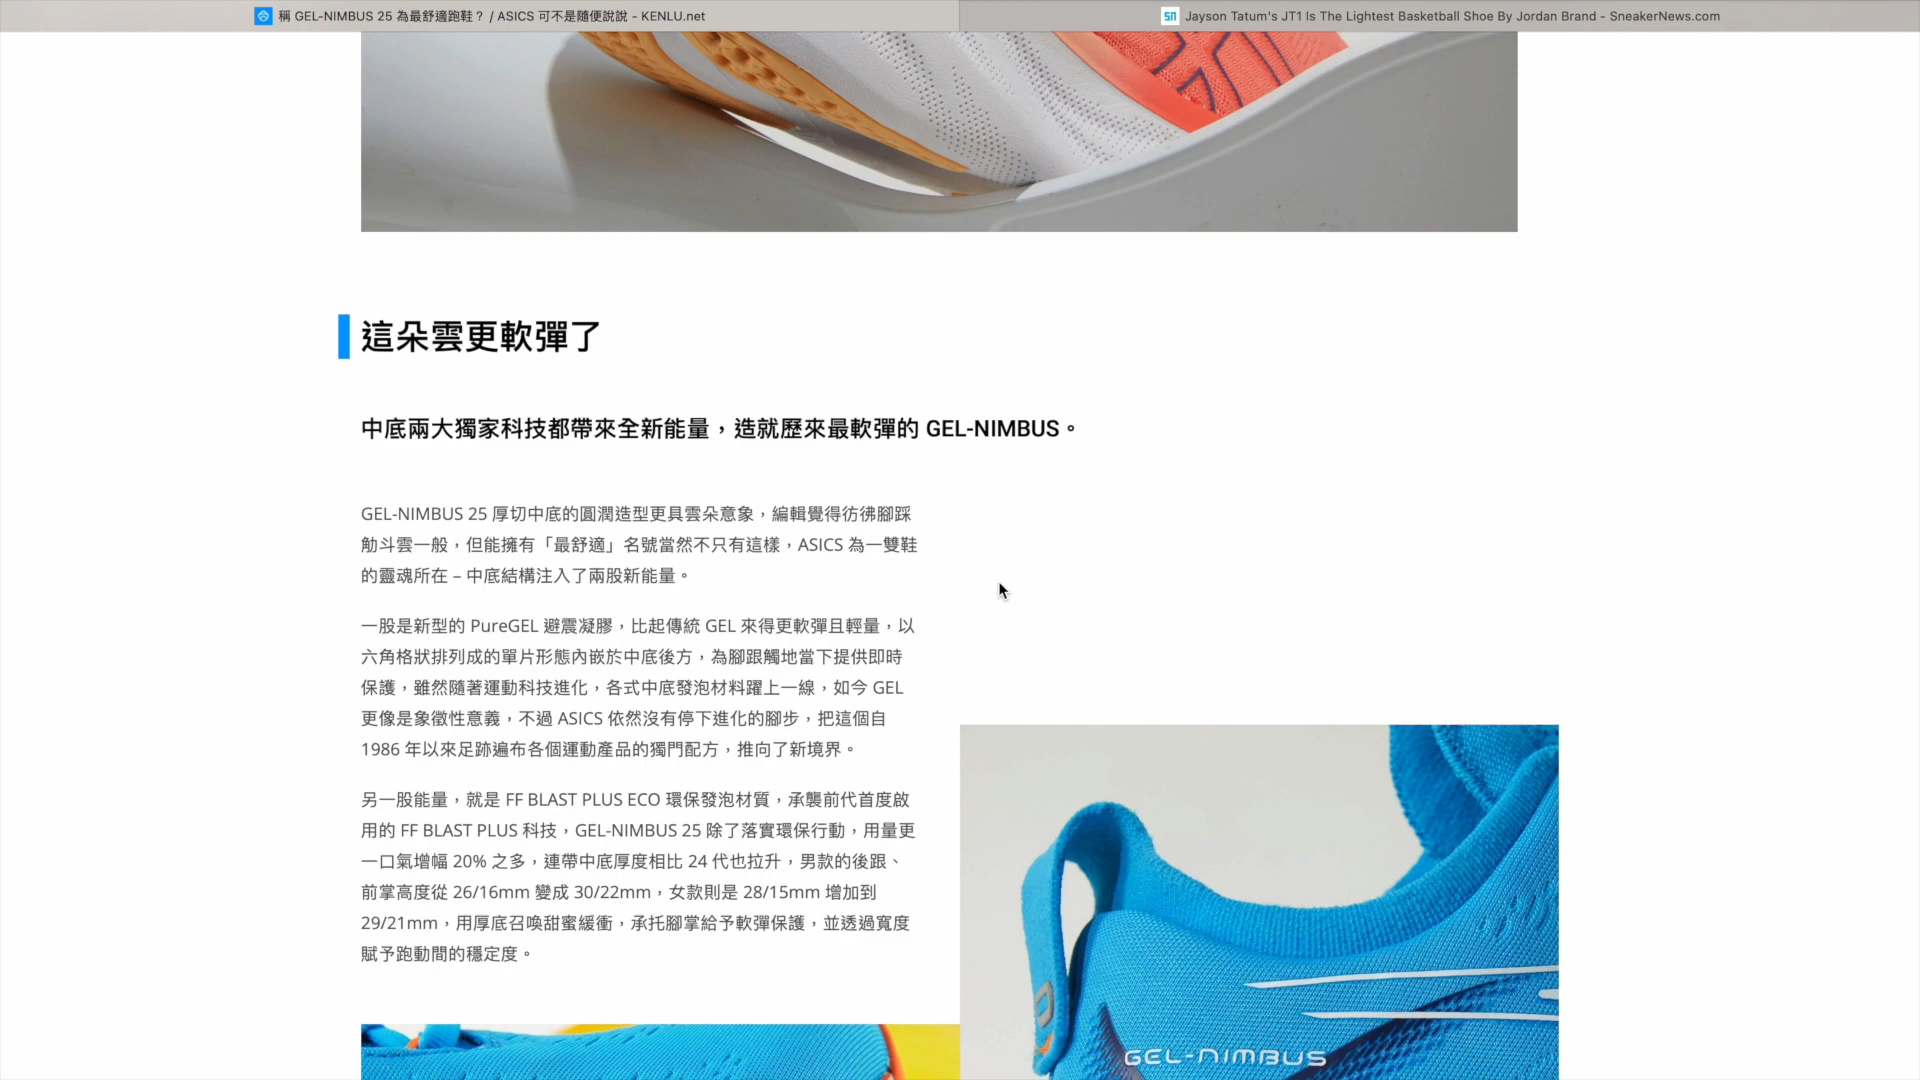 稱 GEL-NIMBUS 25 為最舒適跑鞋？ / ASICS 可不是隨便說說 - KENLU.net
Jayson Tatum's JT1 Is The Lightest Basketball Shoe By Jordan Brand - SneakerNews.com
這朵雲更軟彈了
中底兩大獨家科技都帶來全新能量，造就歷來最軟彈的 GEL-NIMBUS。
GEL-NIMBUS 25 厚切中底的圓潤造型更具雲朵意象，編輯覺得彷彿腳踩
觔斗雲一般，但能擁有「最舒適」名號當然不只有這樣，ASICS 為一雙鞋
的靈魂所在 – 中底結構注入了兩股新能量。
一股是新型的 PureGEL 避震凝膠，比起傳統 GEL 來得更軟彈且輕量，以
六角格狀排列成的單片形態內嵌於中底後方，為腳跟觸地當下提供即時
保護，雖然隨著運動科技進化，各式中底發泡材料躍上一線，如今 GEL
更像是象徵性意義，不過 ASICS 依然沒有停下進化的腳步，把這個自
1986 年以來足跡遍布各個運動產品的獨門配方，推向了新境界。
另一股能量，就是 FF BLAST PLUS ECO 環保發泡材質，承襲前代首度啟
用的 FF BLAST PLUS 科技，GEL-NIMBUS 25 除了落實環保行動，用量更
一口氣增幅 20% 之多，連帶中底厚度相比 24 代也拉升，男款的後跟、
前掌高度從 26/16mm 變成 30/22mm，女款則是 28/15mm 增加到
29/21mm，用厚底召喚甜蜜緩衝，承托腳掌給予軟彈保護，並透過寬度
賦予跑動間的穩定度。
GEL-NIMBUS